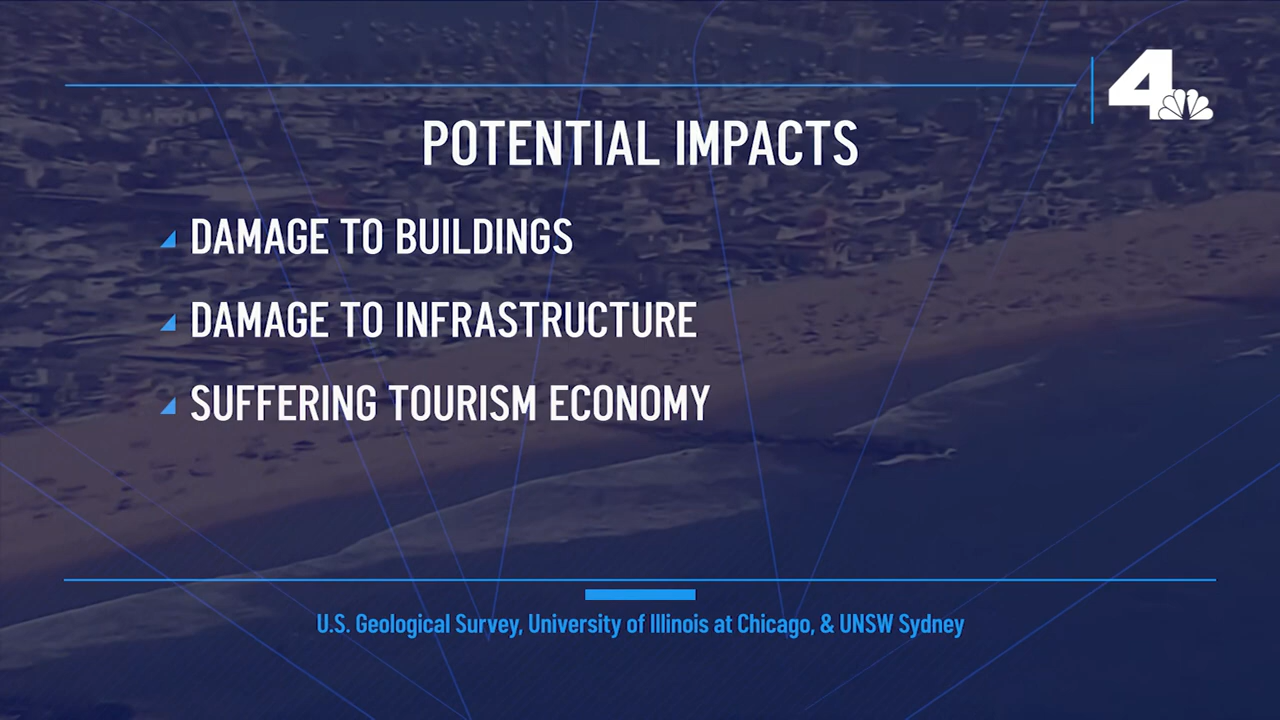 4
POTENTIAL IMPACTS
DAMAGE TO BUILDINGS
DAMAGE TO INFRASTRUCTURE
SUFFERING TOURISM ECONOMY
U.S. Geological Survey, University of Illinois at Chicago, & UNSW Sydney